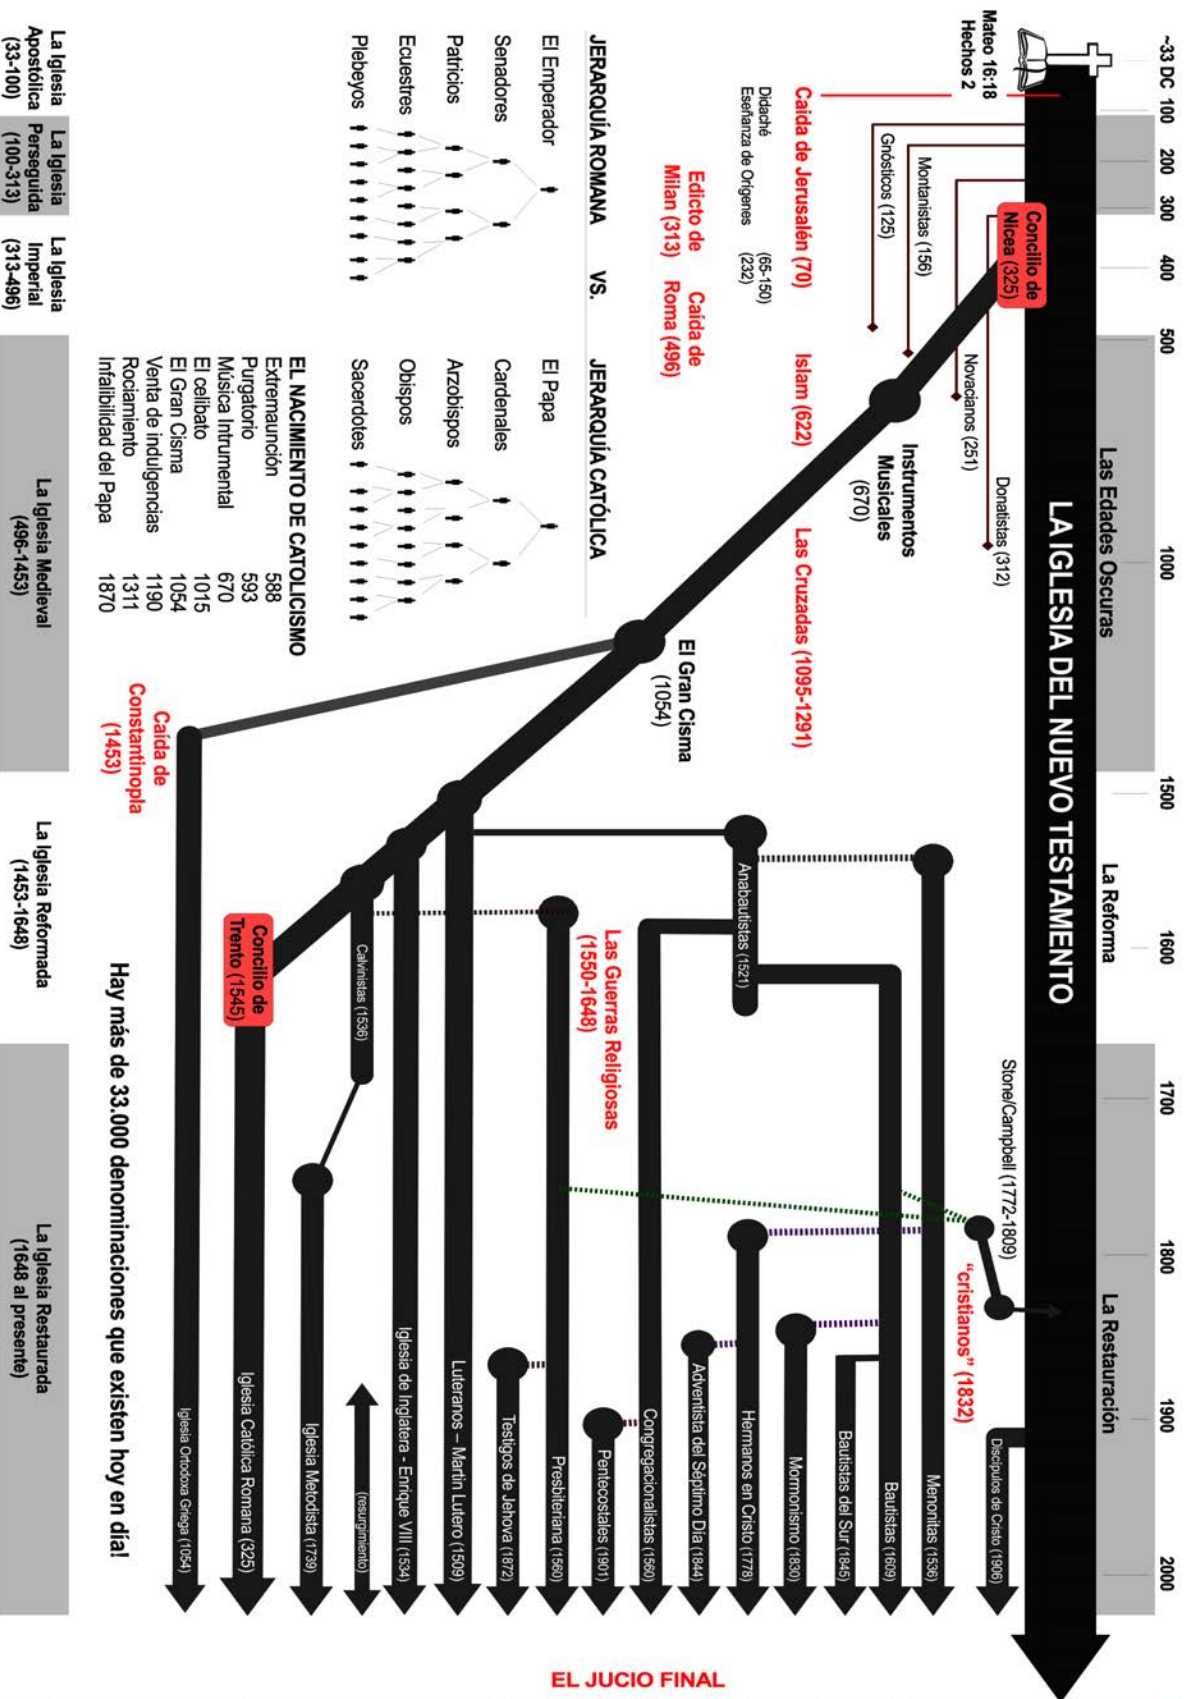 ~33 DC
100
200
300
400
500
1000
1500
1600
1700
1800
1900
2000
Las Edades Oscuras
La Reforma
La Restauración
LA IGLESIA DEL NUEVO TESTAMENTO
Mateo 16:18
Hechos 2
Concilio de
Nicea (325)
Donatistas (312)
Novacianos (251)
Montanistas (156)
Gnósticos (125)
Stone/Campbell (1772-1809)
"cristianos" (1832)
Discípulos de Cristo (1906)
Caida de Jerusalén (70)
Islam (622)
Las Cruzadas (1095-1291)
Didaché
(65-150)
Eseñanza de Orígenes
(232)
Edicto de
Milan (313)
Caída de
Roma (496)
Instrumentos
Musicales
(670)
El Gran Cisma
(1054)
Menonitas (1536)
Bautistas (1609)
Bautistas del Sur (1845)
Mormonismo (1830)
Anabautistas (1521)
Hermanos en Cristo (1778)
Adventista del Séptimo Día (1844)
Congregacionalistas (1560)
Las Guerras Religiosas
(1550-1648)
Pentecostales (1901)
Presbiteriana (1560)
Testigos de Jehova (1872)
Luteranos – Martin Lutero (1509)
Iglesia de Inglatera - Enrique VIII (1534)
Calvinistas (1536)
(resurgimiento)
Iglesia Metodista (1739)
Concilio de
Trento (1545)
Iglesia Católica Romana (325)
Iglesia Ortodoxa Griega (1054)
JERARQUÍA ROMANA
VS.
JERARQUÍA CATÓLICA
El Emperador
El Papa
Senadores
Cardenales
Patricios
Arzobispos
Ecuestres
Obispos
Plebeyos
Sacerdotes
EL NACIMIENTO DE CATOLICISMO
Extremaunción 588
Purgatorio 593
Música Intrumental 670
El celibato 1015
El Gran Cisma 1054
Venta de indulgencias 1190
Rociamiento 1311
Infalibilidad del Papa 1870
Caída de
Constantinopla
(1453)
Hay más de 33.000 denominaciones que existen hoy en día!
La Iglesia
Apostólica
(33-100)
La Iglesia
Perseguida
(100-313)
La Iglesia
Imperial
(313-496)
La Iglesia Medieval
(496-1453)
La Iglesia Reformada
(1453-1648)
La Iglesia Restaurada
(1648 al presente)
EL JUCIO FINAL